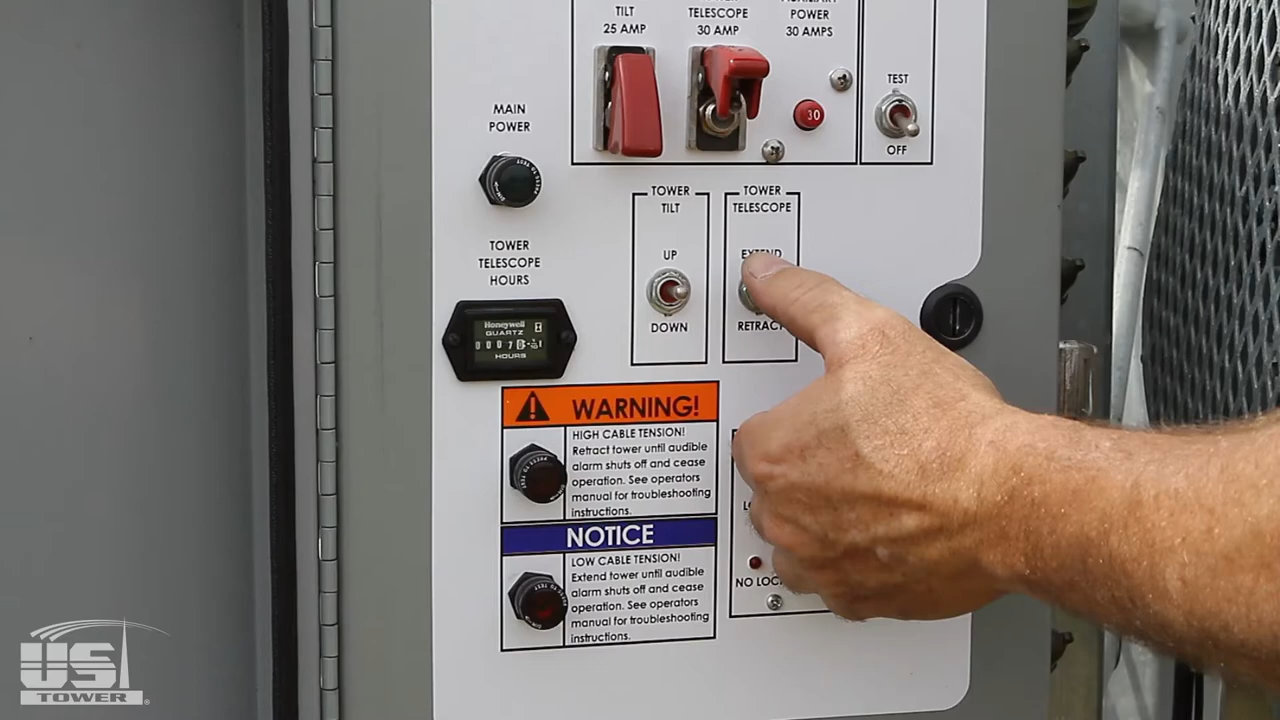 TILT
25 AMP
TELESCOPE
30 AMP
POWER
30 AMPS
30
TEST
OFF
MAIN
POWER
TOWER
TELESCOPE
HOURS
Honeywell
QUARTZ
HOURS
TOWER
TILT
UP
DOWN
TOWER
TELESCOPE
EXTEND
RETRACT
WARNING!
HIGH CABLE TENSION!
Retract tower until audible
alarm shuts off and cease
operation. See operators
manual for troubleshooting
instructions.
NOTICE
LOW CABLE TENSION!
Extend tower until audible
alarm shuts off and cease
operation. See operators
manual for troubleshooting
instructions.
NO LOC
US
TOWER
®